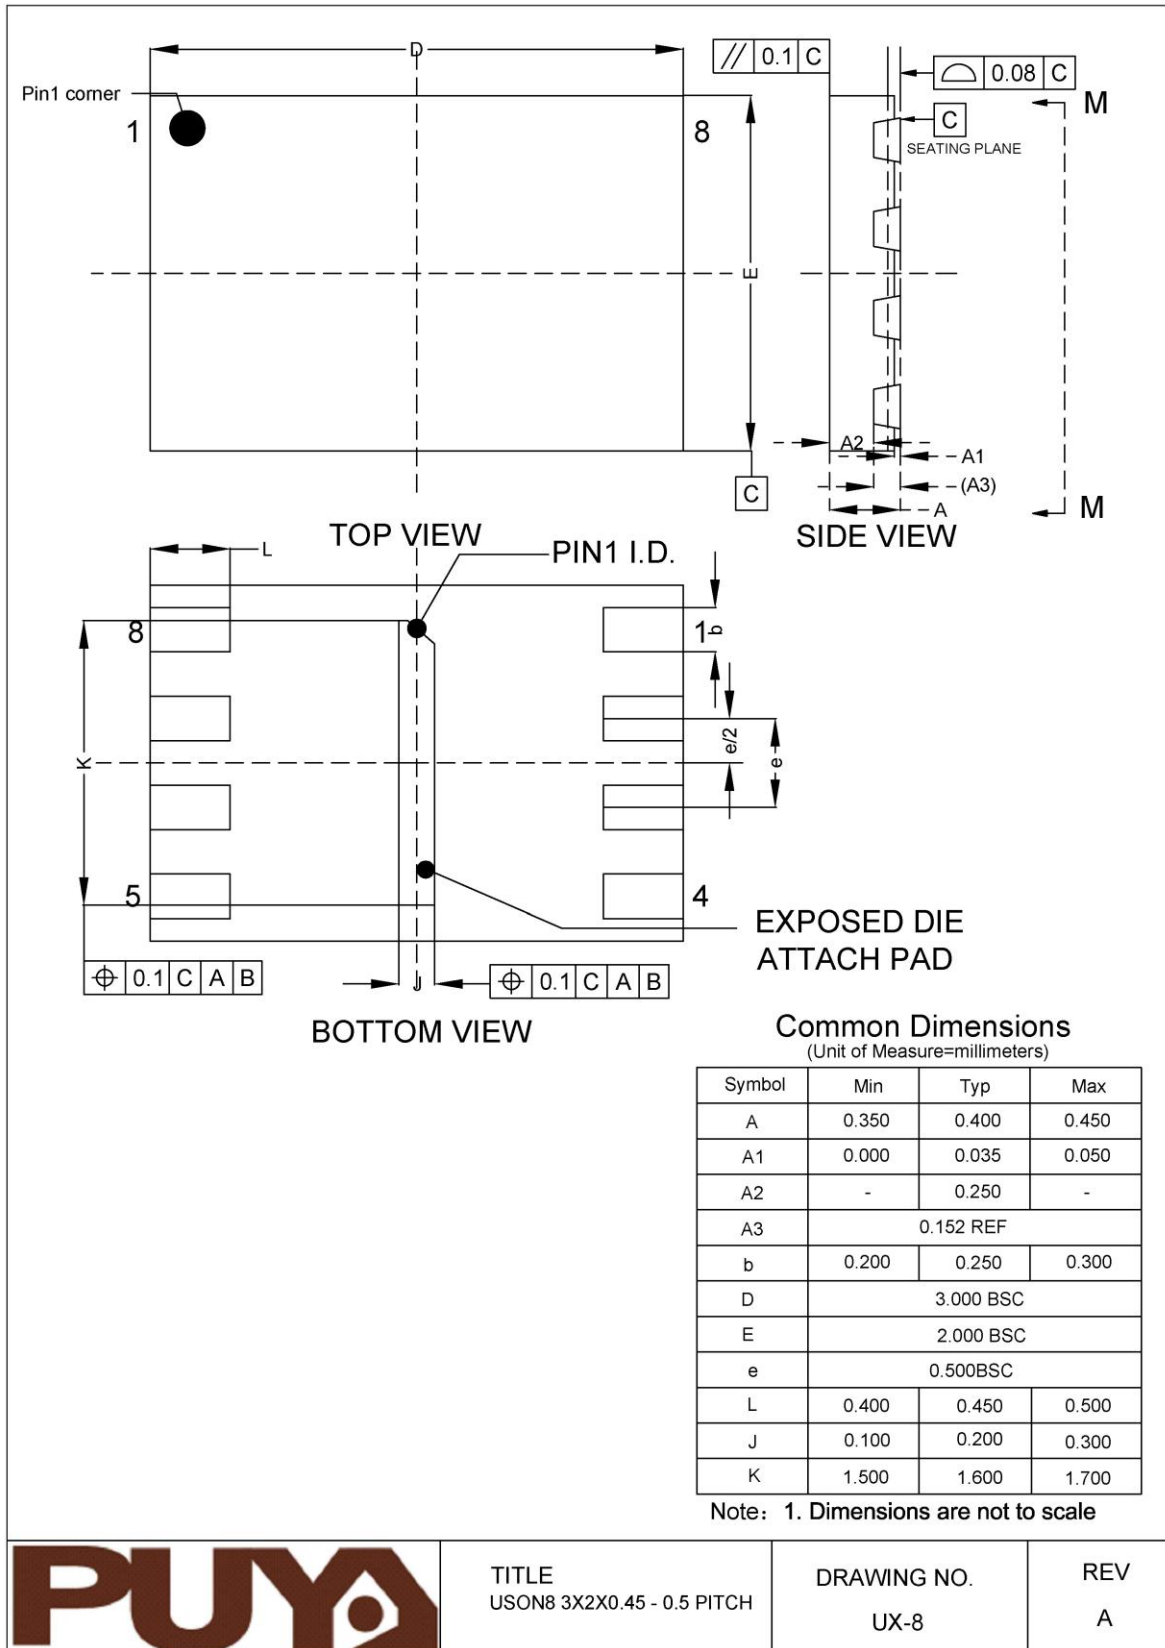 D
// 0.1 C
⌓ 0.08 C
Pin1 corner
1
8
M
C
SEATING PLANE
E
A2
A1
(A3)
A
C
M
TOP VIEW
SIDE VIEW
L
PIN1 I.D.
8
1
b
e/2
e
K
5
4
EXPOSED DIE
ATTACH PAD
⌖ 0.1 C A B
J
⌖ 0.1 C A B
BOTTOM VIEW
Common Dimensions
(Unit of Measure=millimeters)
Symbol Min Typ Max
A 0.350 0.400 0.450
A1 0.000 0.035 0.050
A2 - 0.250 -
A3 0.152 REF
b 0.200 0.250 0.300
D 3.000 BSC
E 2.000 BSC
e 0.500BSC
L 0.400 0.450 0.500
J 0.100 0.200 0.300
K 1.500 1.600 1.700
Note: 1. Dimensions are not to scale
PUYA
TITLE
USON8 3X2X0.45 - 0.5 PITCH
DRAWING NO.
UX-8
REV
A